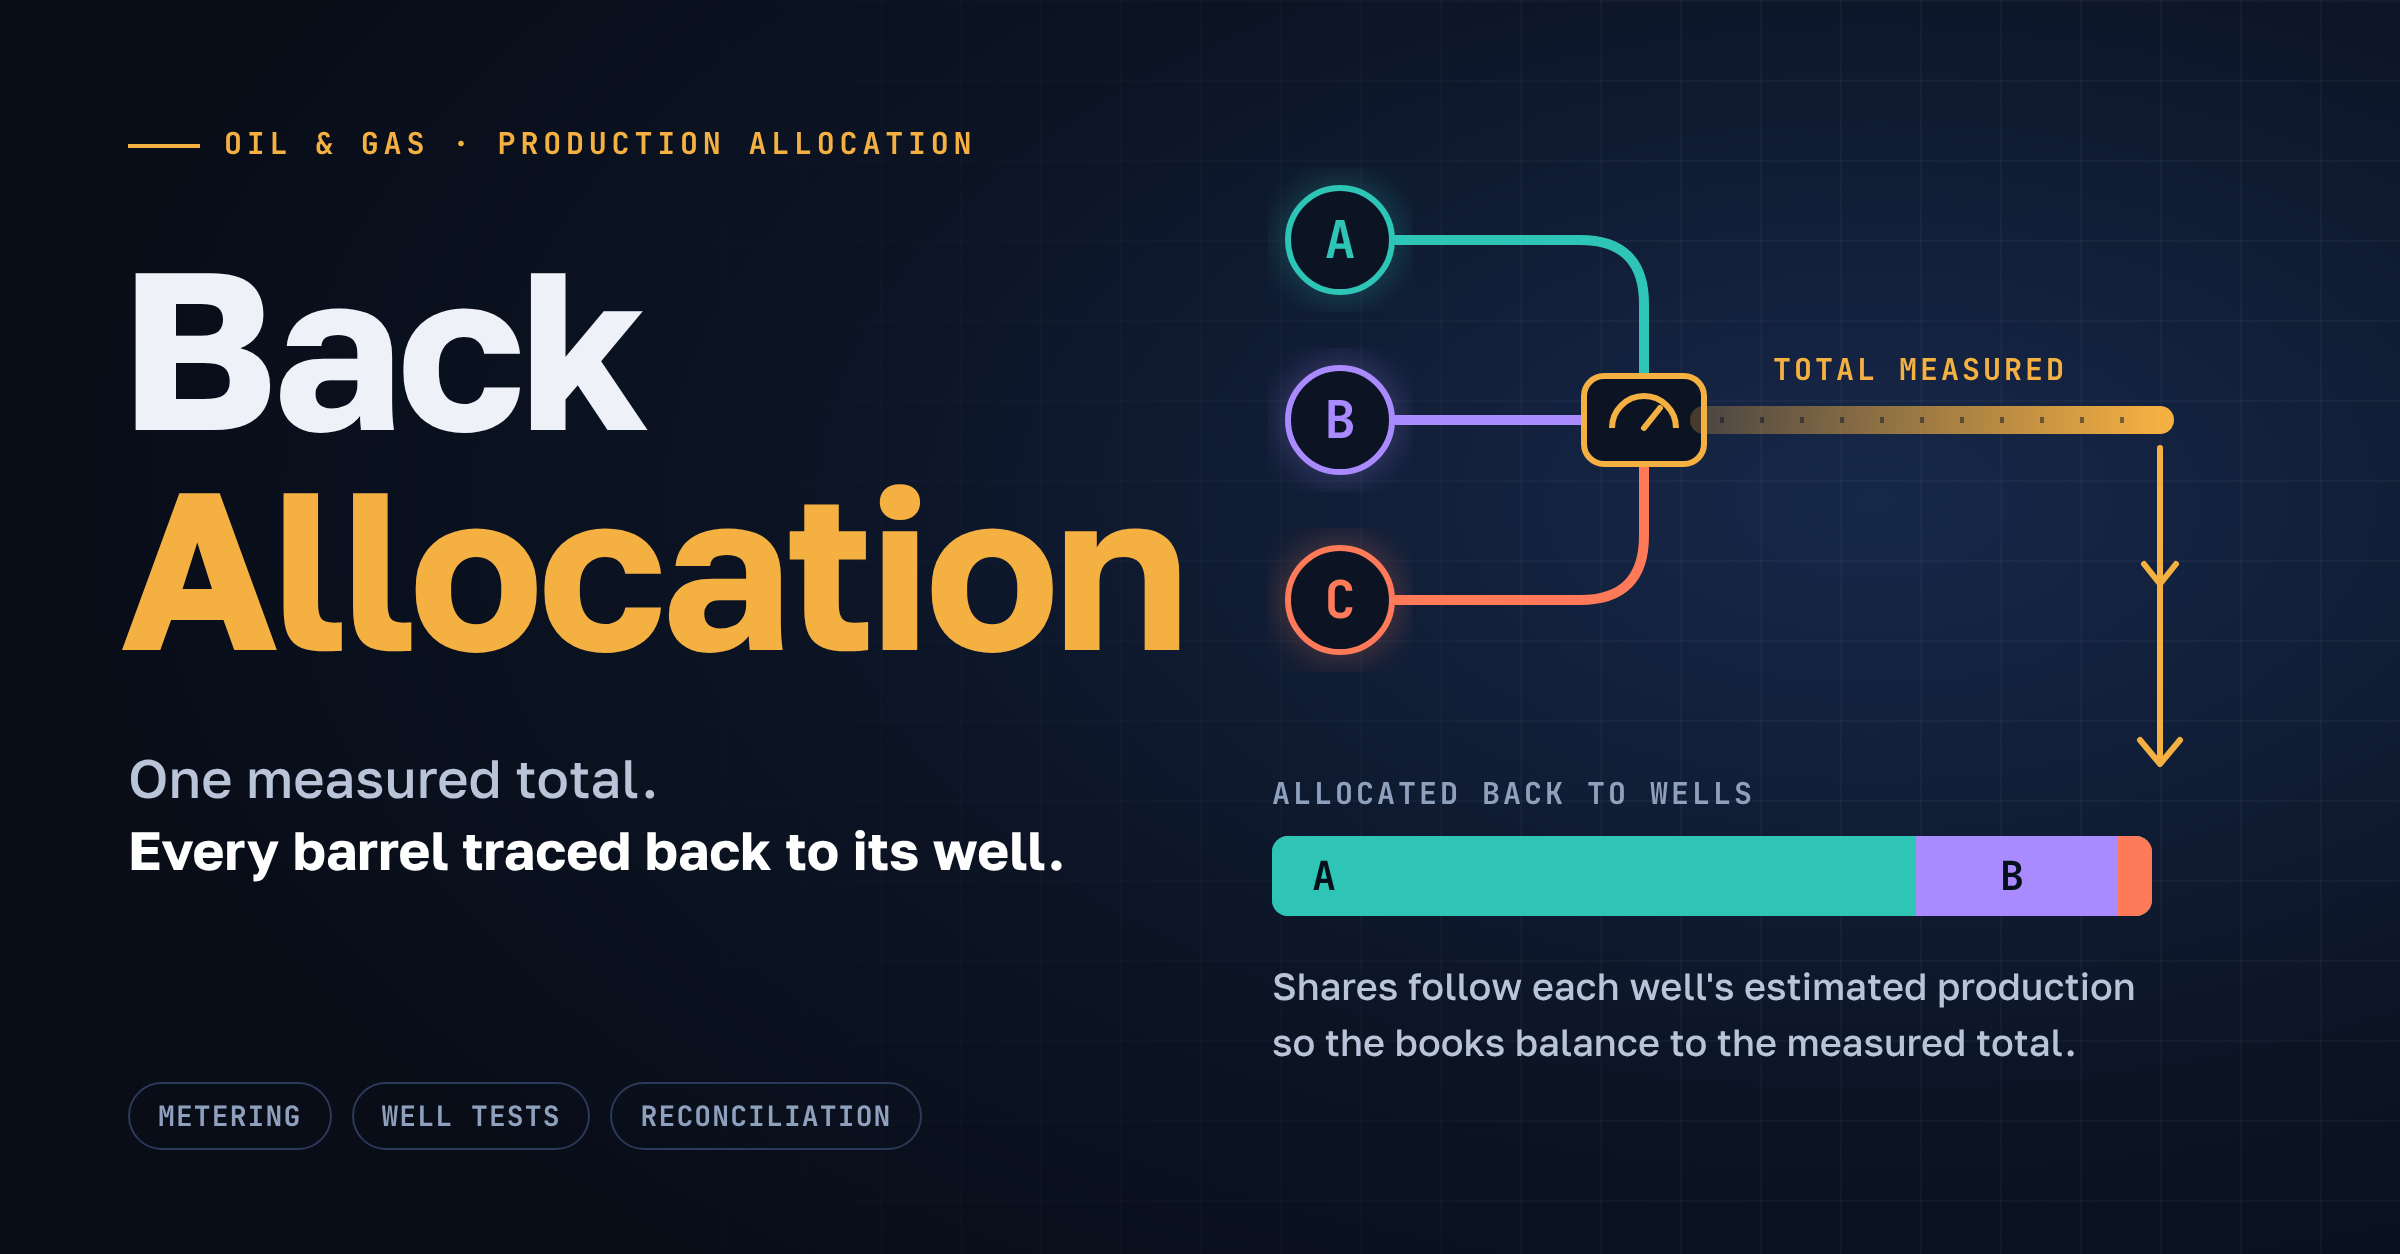 OIL & GAS · PRODUCTION ALLOCATION
Back
Allocation
One measured total.
Every barrel traced back to its well.
METERING
WELL TESTS
RECONCILIATION
A
B
C
TOTAL MEASURED
ALLOCATED BACK TO WELLS
A
B
Shares follow each well's estimated production
so the books balance to the measured total.